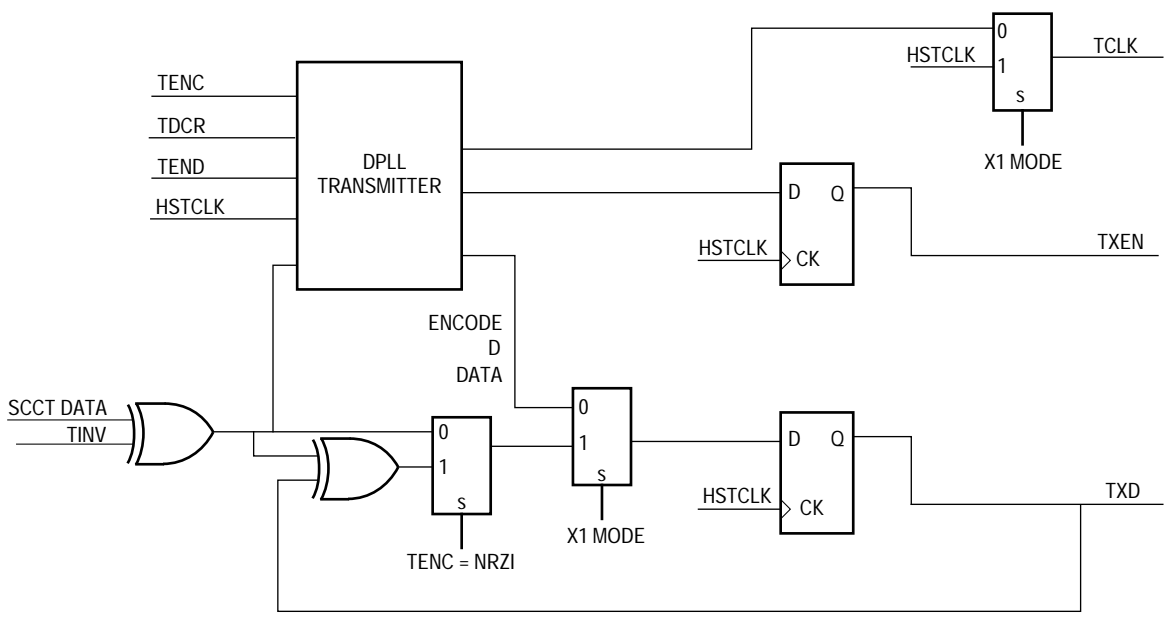 0
HSTCLK
1
TCLK
s
X1 MODE
TENC
TDCR
TEND
HSTCLK
DPLL
TRANSMITTER
D Q
HSTCLK
CK
TXEN
ENCODE
D
DATA
SCCT DATA
TINV
0
1
s
TENC = NRZI
0
1
s
X1 MODE
D Q
HSTCLK
CK
TXD